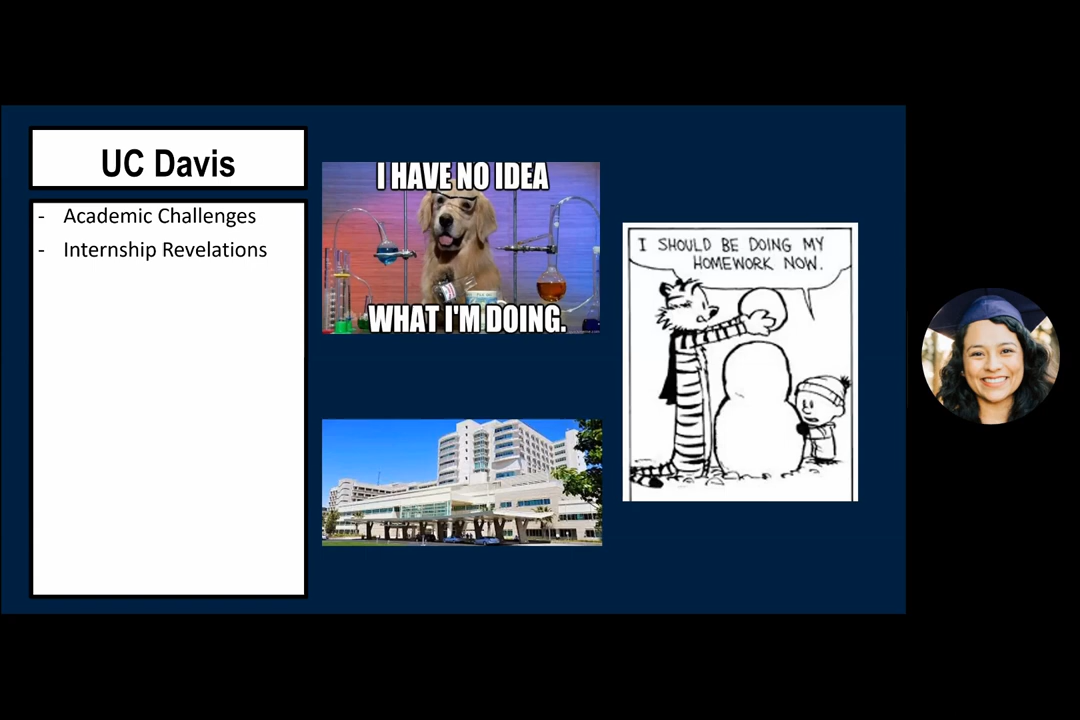 UC Davis
- Academic Challenges
- Internship Revelations
I HAVE NO IDEA
WHAT I'M DOING.
I SHOULD BE DOING MY
HOMEWORK NOW.